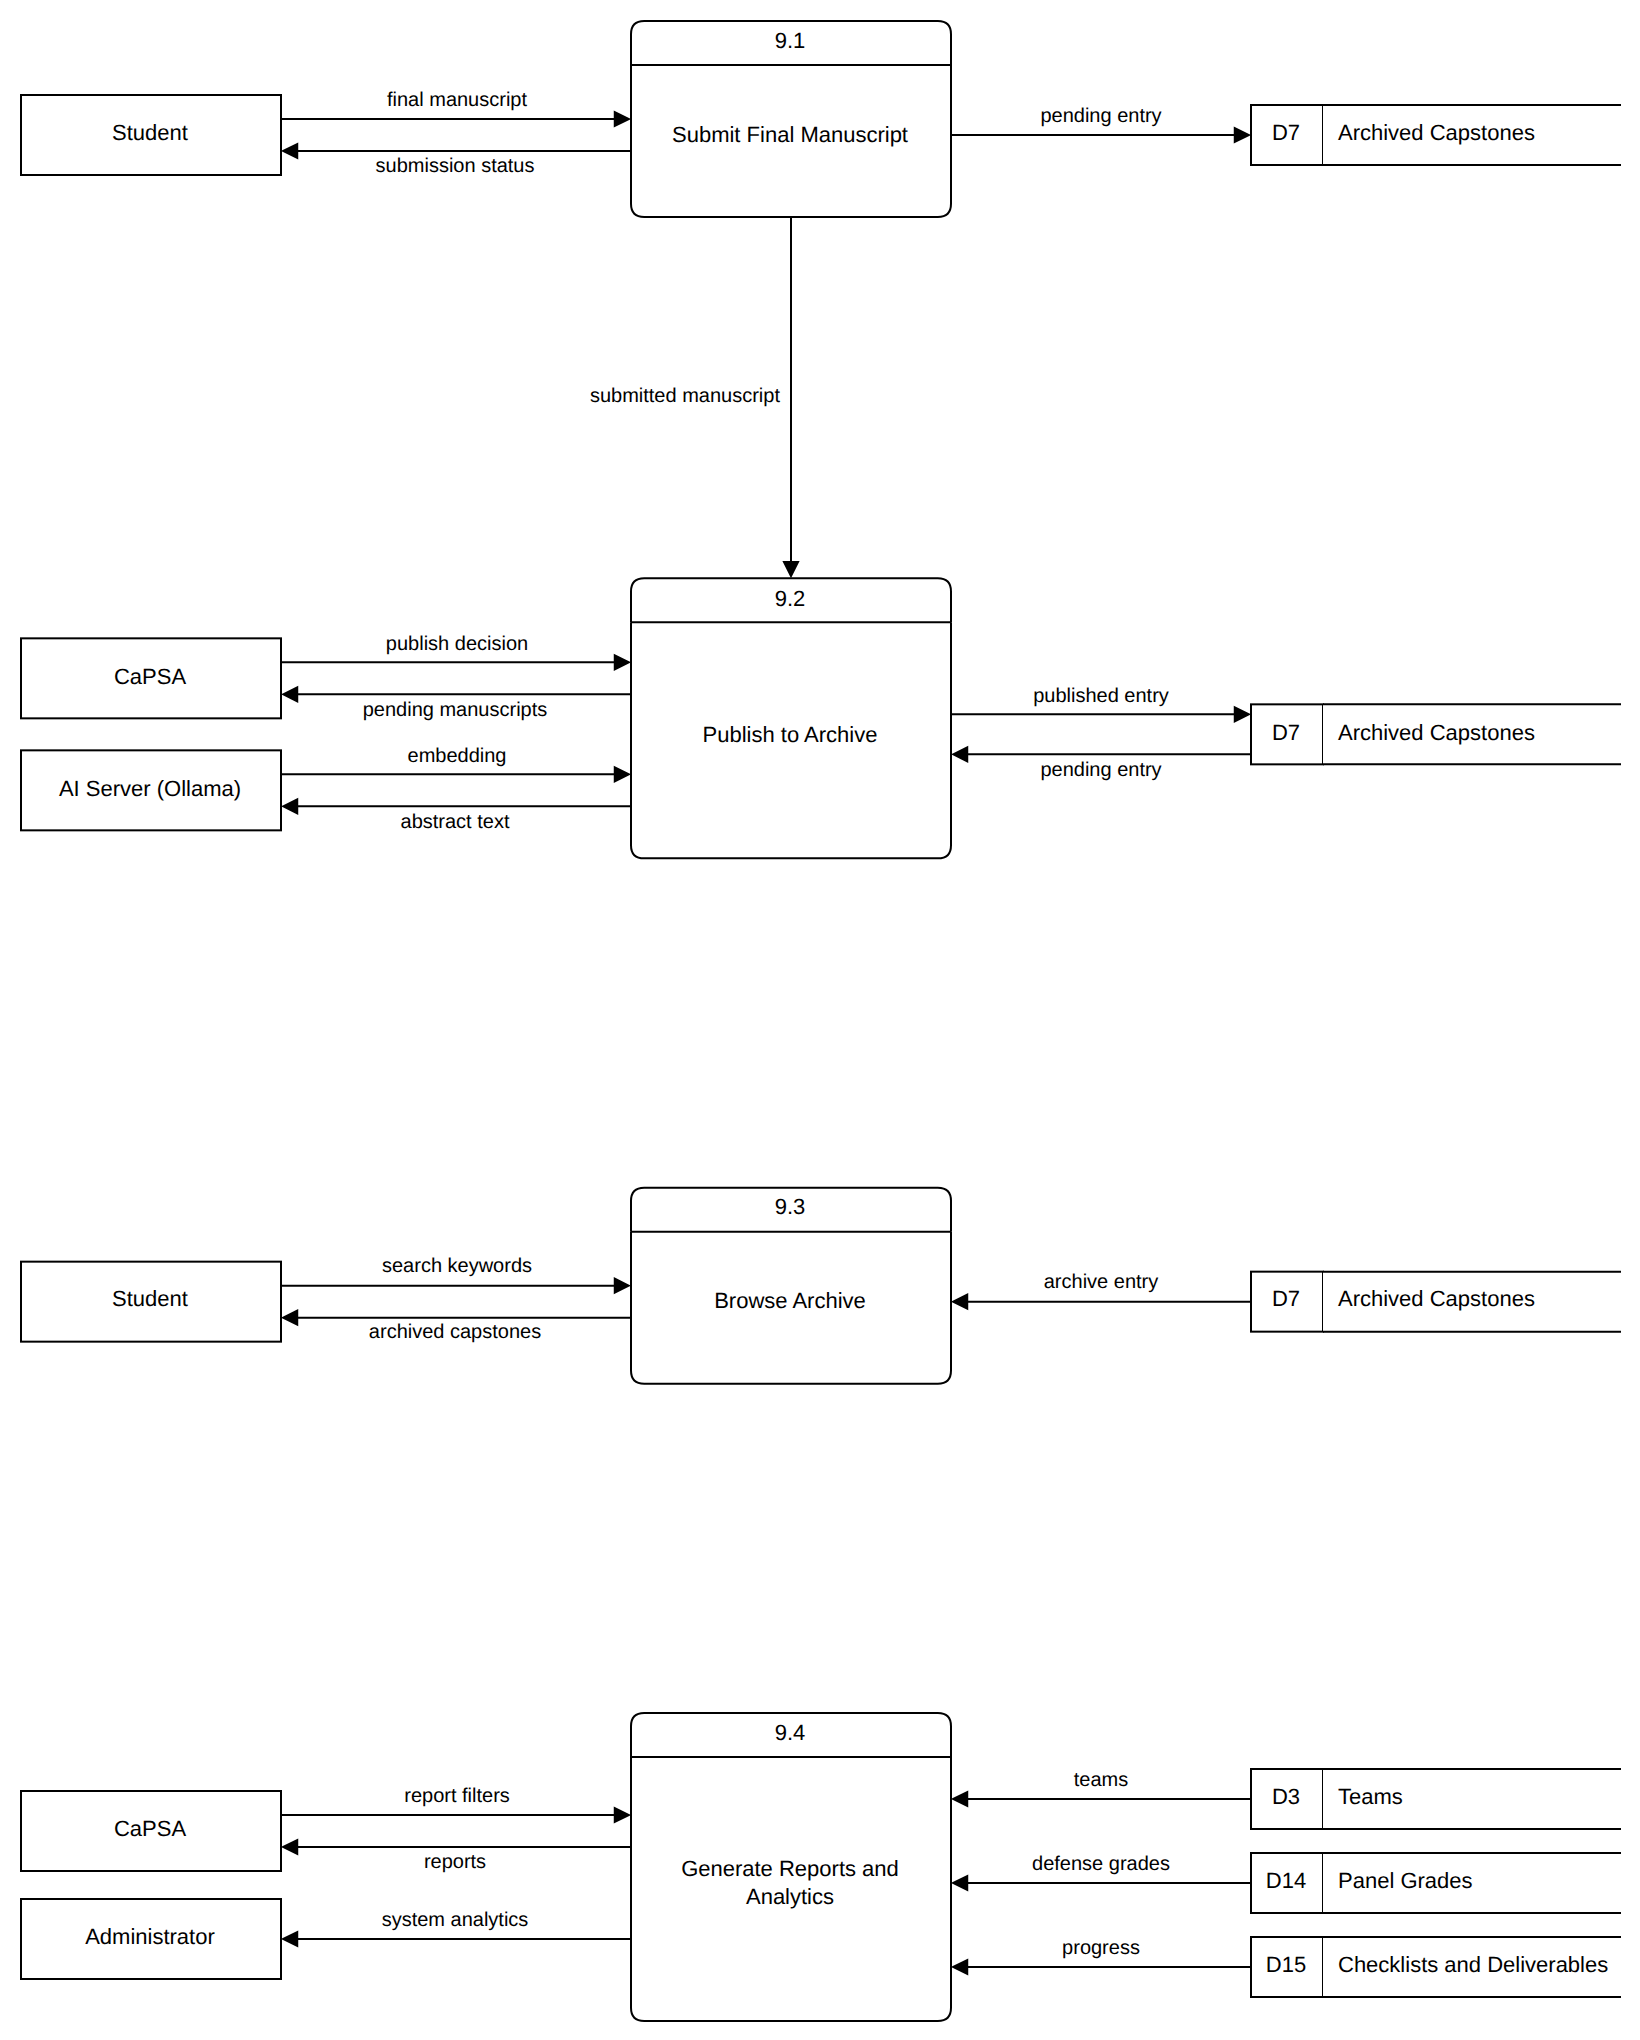 9.1
final manuscript
Student
Submit Final Manuscript
submission status
pending entry
D7
Archived Capstones
submitted manuscript
9.2
publish decision
CaPSA
pending manuscripts
embedding
AI Server (Ollama)
abstract text
Publish to Archive
published entry
D7
Archived Capstones
pending entry
9.3
search keywords
Student
archived capstones
Browse Archive
archive entry
D7
Archived Capstones
9.4
report filters
CaPSA
reports
system analytics
Administrator
Generate Reports and
Analytics
teams
D3
Teams
defense grades
D14
Panel Grades
progress
D15
Checklists and Deliverables